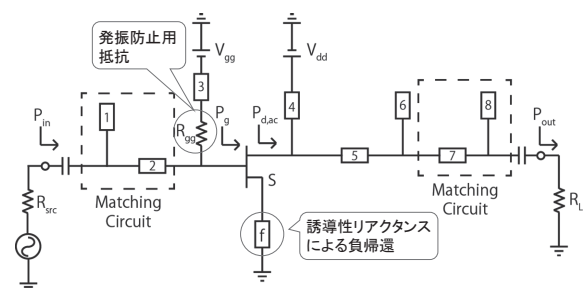 発振防止用
抵抗
V_gg
V_dd
3
P_in
1
R_gg
P_g
P_d,ac
4
6
8
P_out
2
5
7
Matching
Circuit
S
Matching
Circuit
R_src
f
誘導性リアクタンス
による負帰還
R_L